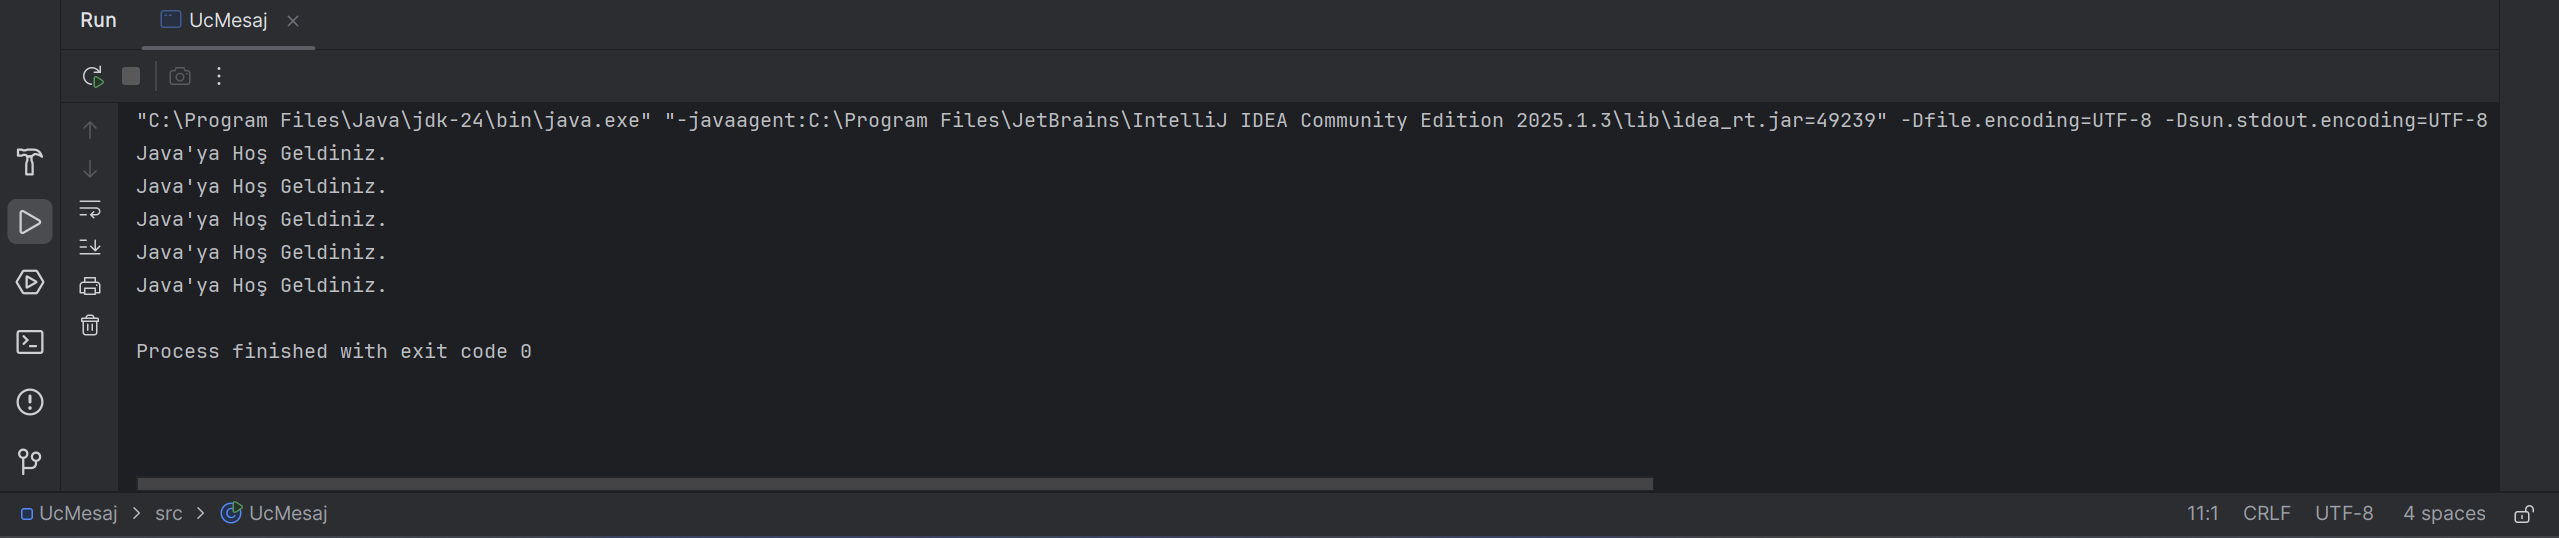 Run UcMesaj
"C:\Program Files\Java\jdk-24\bin\java.exe" "-javaagent:C:\Program Files\JetBrains\IntelliJ IDEA Community Edition 2025.1.3\lib\idea_rt.jar=49239" -Dfile.encoding=UTF-8 -Dsun.stdout.encoding=UTF-8
Java'ya Hoş Geldiniz.
Java'ya Hoş Geldiniz.
Java'ya Hoş Geldiniz.
Java'ya Hoş Geldiniz.
Java'ya Hoş Geldiniz.
Process finished with exit code 0
UcMesaj > src > UcMesaj 11:1 CRLF UTF-8 4 spaces